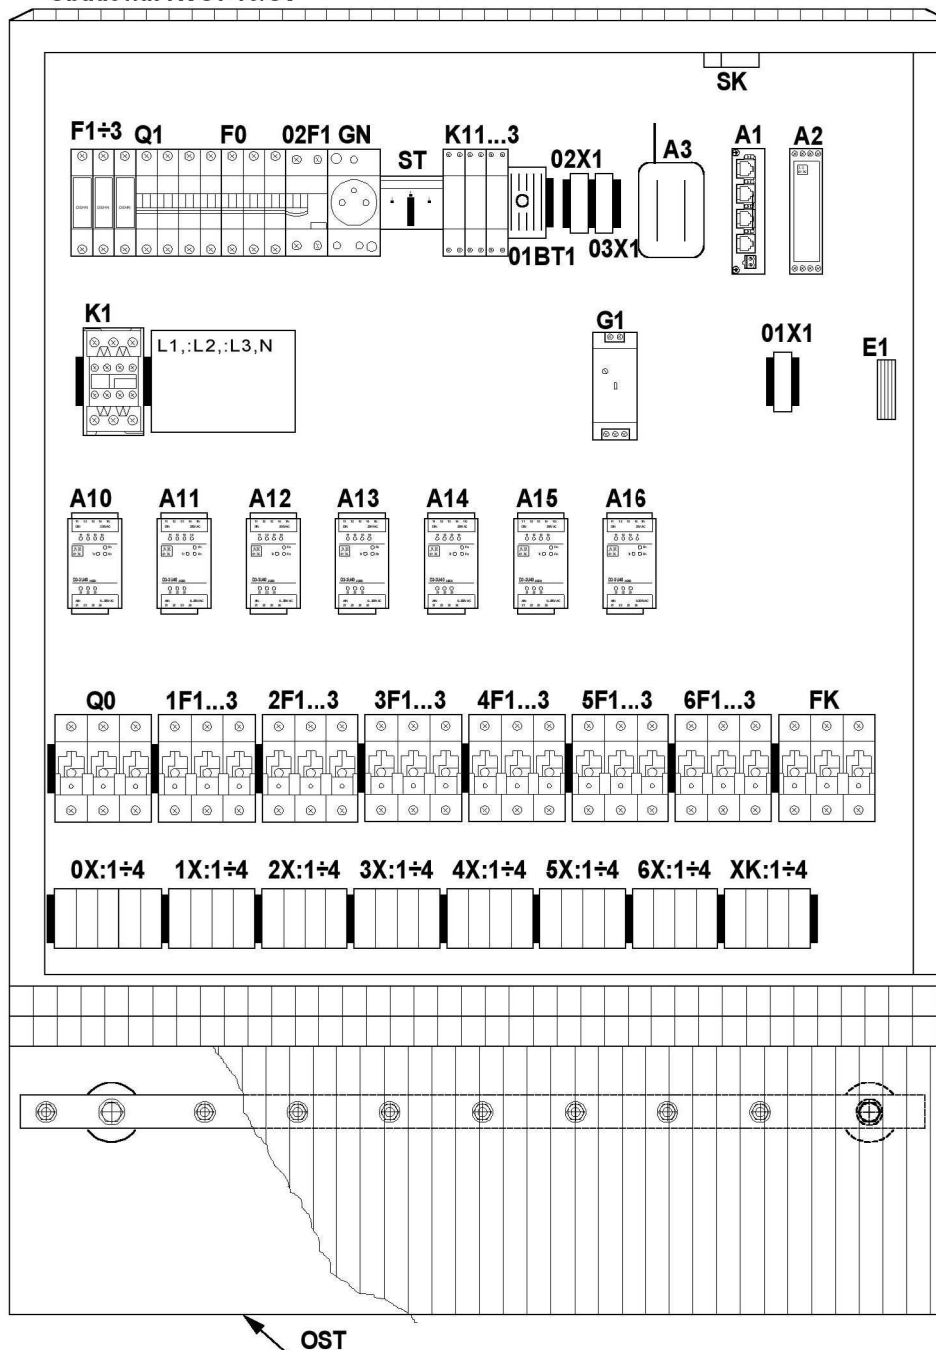 SK
F1÷3 Q1 F0 02F1 GN ST K11...3 02X1 A3 A1 A2
DEHN DEHN DEHN
01BT1 03X1
K1 G1 01X1 E1
L1,:L2,:L3,N
A10 A11 A12 A13 A14 A15 A16
Q0 1F1...3 2F1...3 3F1...3 4F1...3 5F1...3 6F1...3 FK
0X:1÷4 1X:1÷4 2X:1÷4 3X:1÷4 4X:1÷4 5X:1÷4 6X:1÷4 XK:1÷4
OST